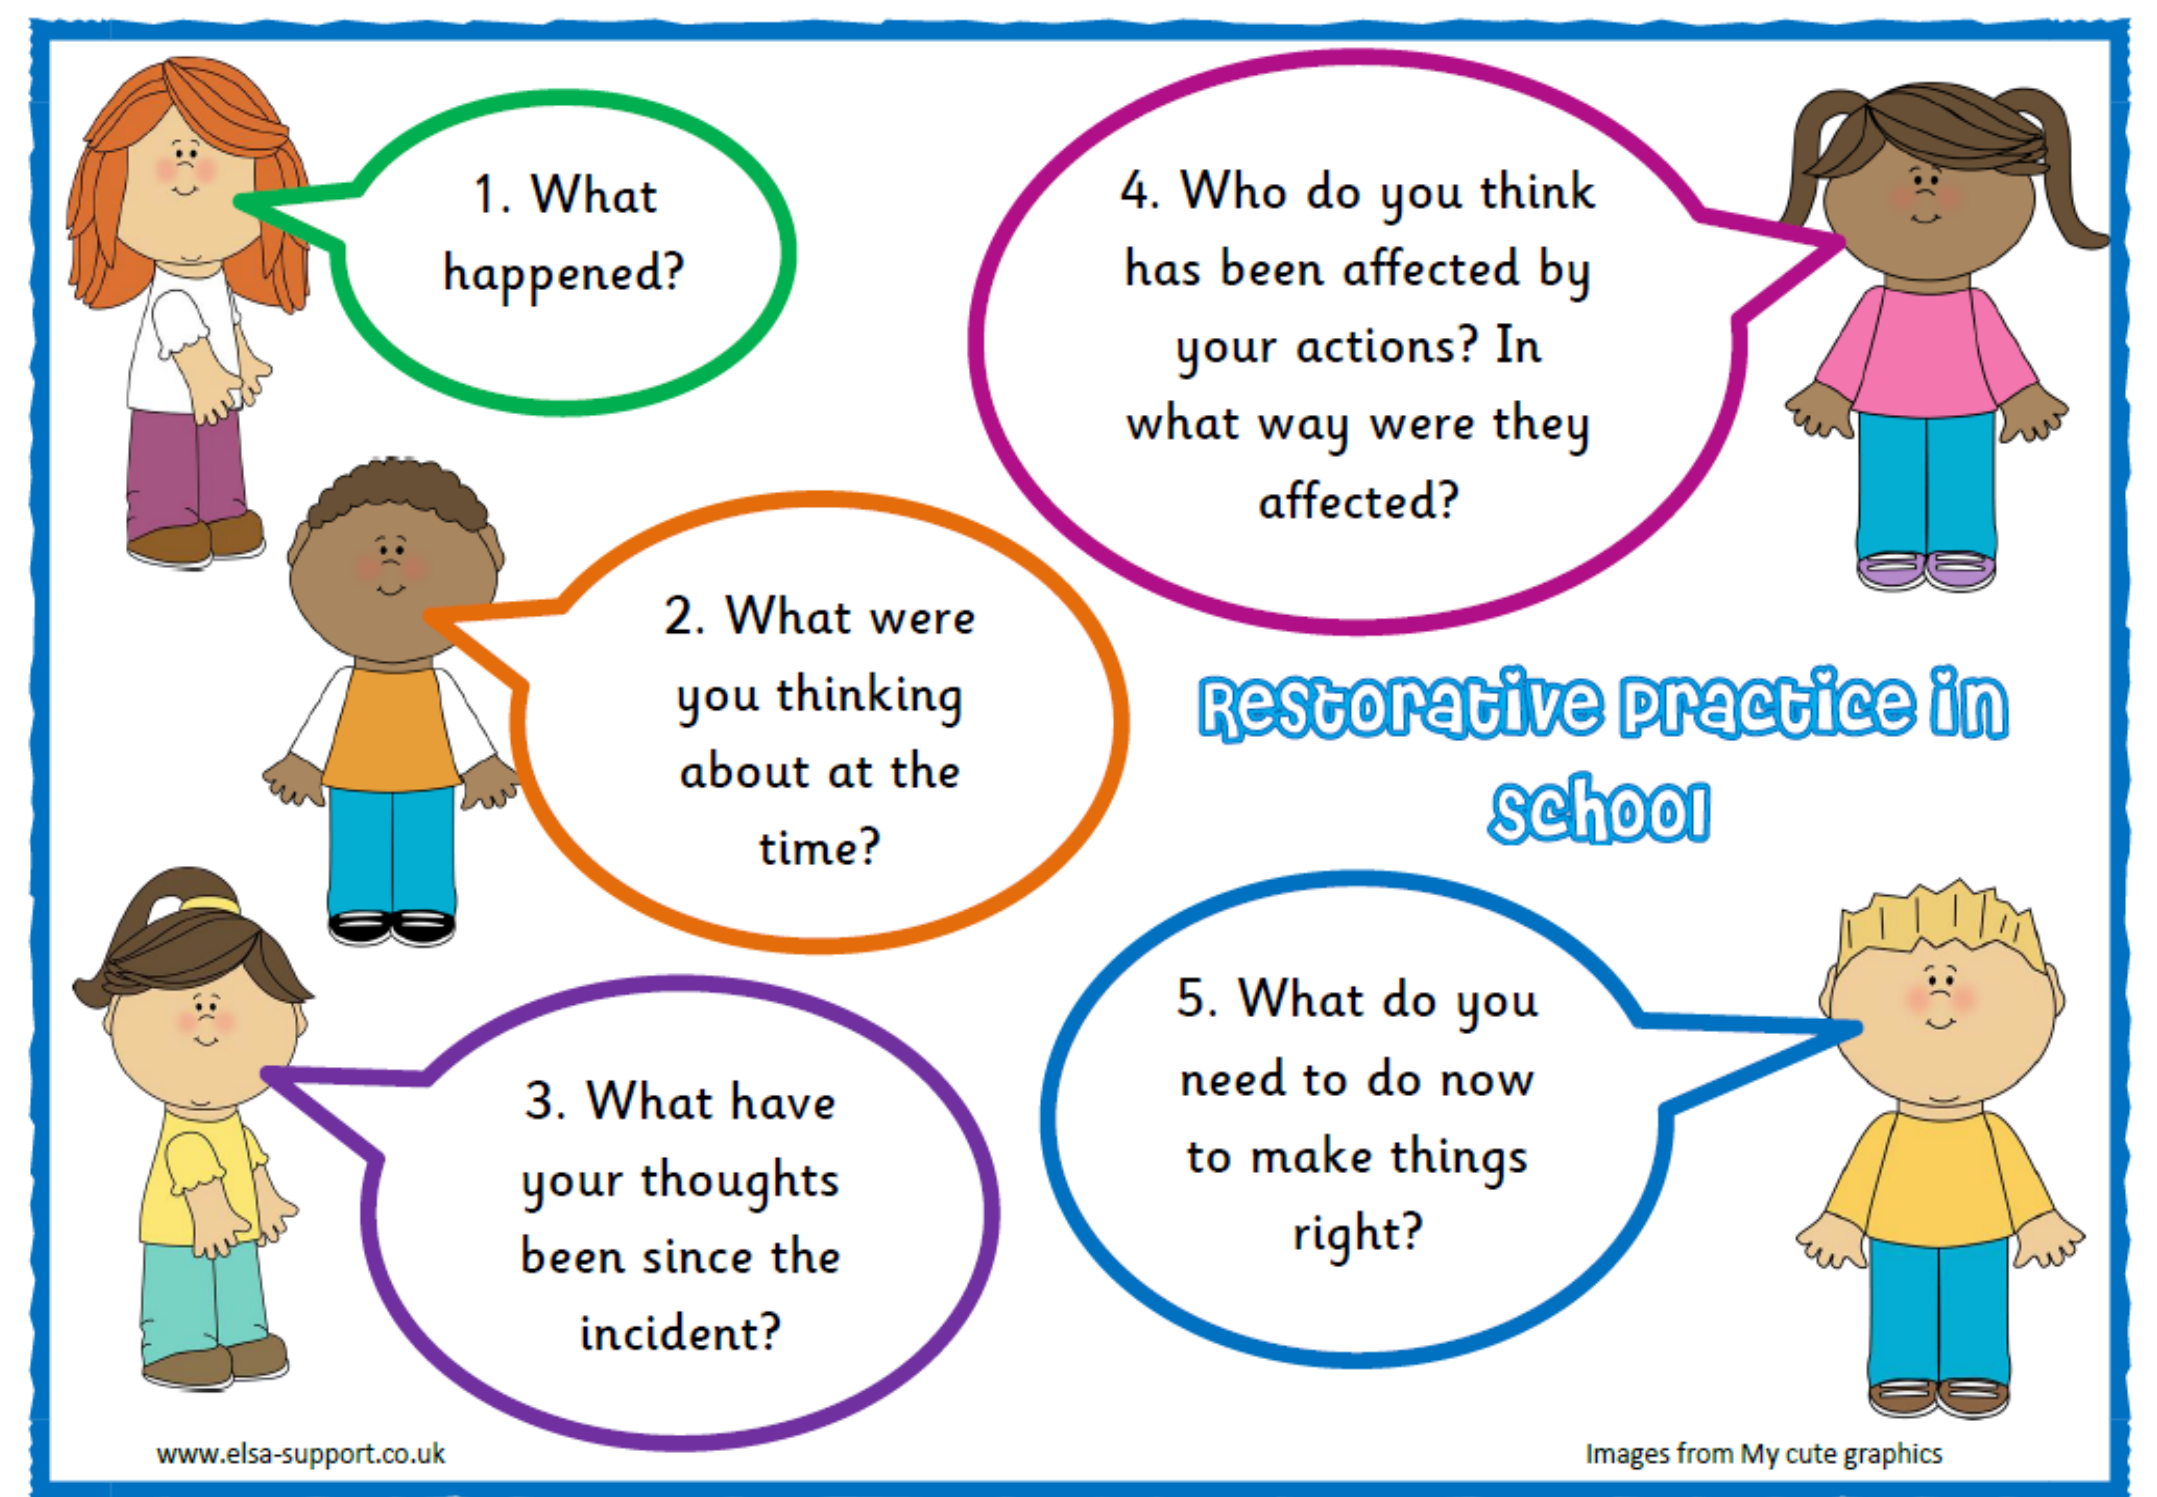 1. What
happened?
2. What were
you thinking
about at the
time?
3. What have
your thoughts
been since the
incident?
4. Who do you think
has been affected by
your actions? In
what way were they
affected?
Restorative Practice in
School
5. What do you
need to do now
to make things
right?
www.elsa-support.co.uk
Images from My cute graphics